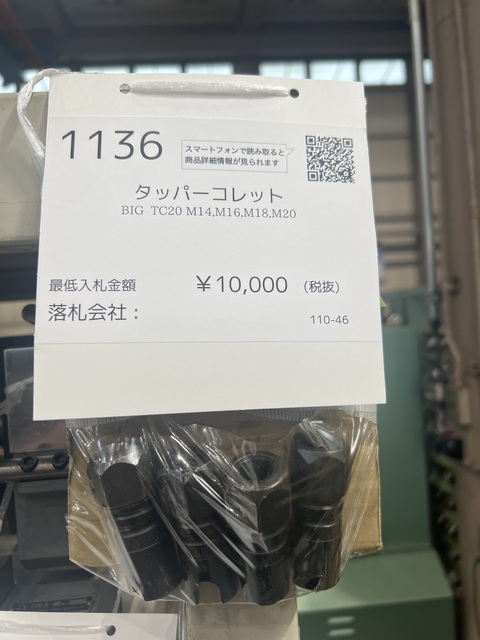 1136
スマートフォンで読み取ると
商品詳細情報が見られます
タッパーコレット
BIG TC20 M14,M16,M18,M20
最低入札金額 ￥10,000 (税抜)
落札会社：
110-46